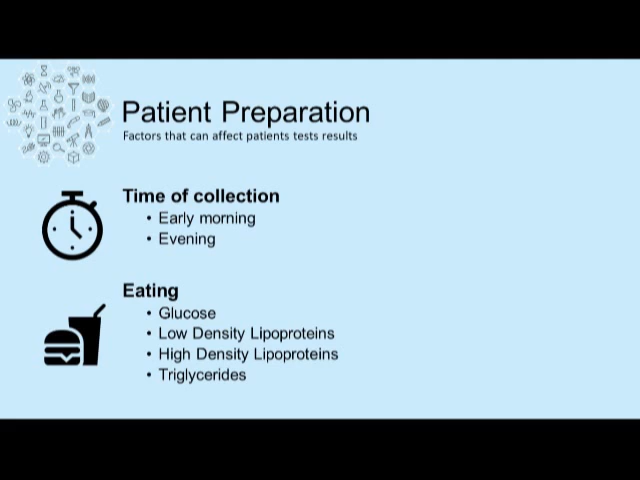 Patient Preparation
Factors that can affect patients tests results
Time of collection
• Early morning
• Evening
Eating
• Glucose
• Low Density Lipoproteins
• High Density Lipoproteins
• Triglycerides